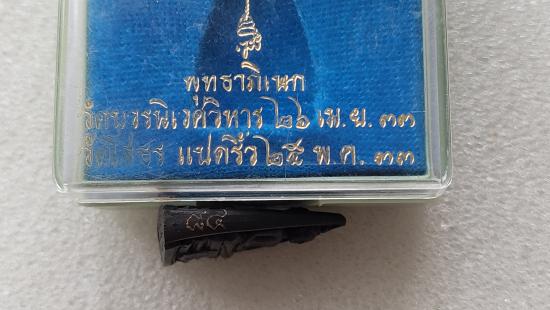 พุทธาภิเษก
วัดบวรนิเวศวิหาร ๒๖ เม.ย. ๓๓
วัดโสธร แปดริ้ว ๒๕ พ.ค. ๓๓